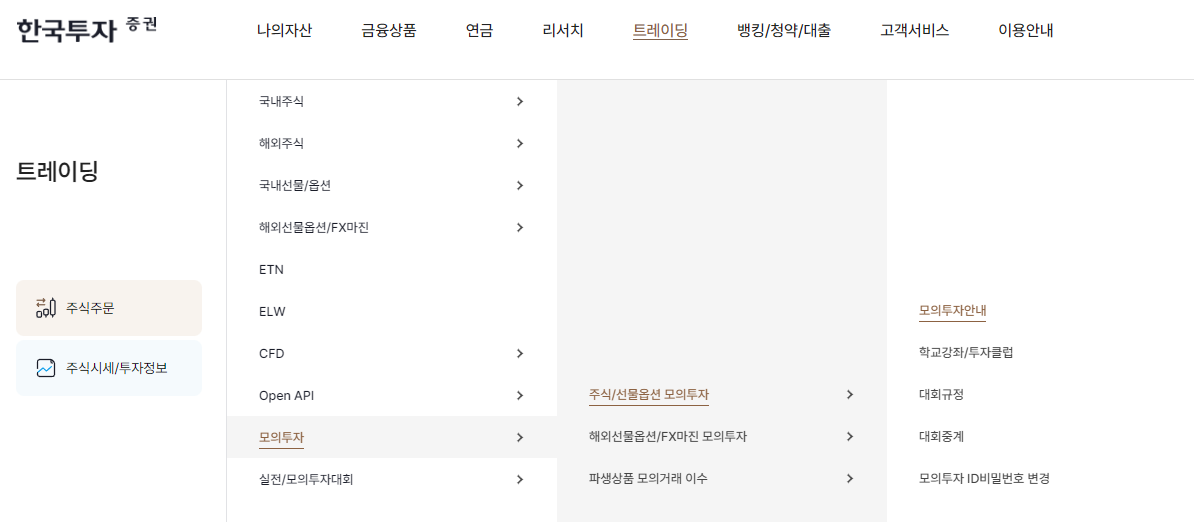 한국투자 증권
나의자산
금융상품
연금
리서치
트레이딩
뱅킹/청약/대출
고객서비스
이용안내
트레이딩
주식주문
주식시세/투자정보
국내주식
해외주식
국내선물/옵션
해외선물옵션/FX마진
ETN
ELW
CFD
Open API
모의투자
실전/모의투자대회
주식/선물옵션 모의투자
해외선물옵션/FX마진 모의투자
파생상품 모의거래 이수
모의투자안내
학교강좌/투자클럽
대회규정
대회중계
모의투자 ID비밀번호 변경